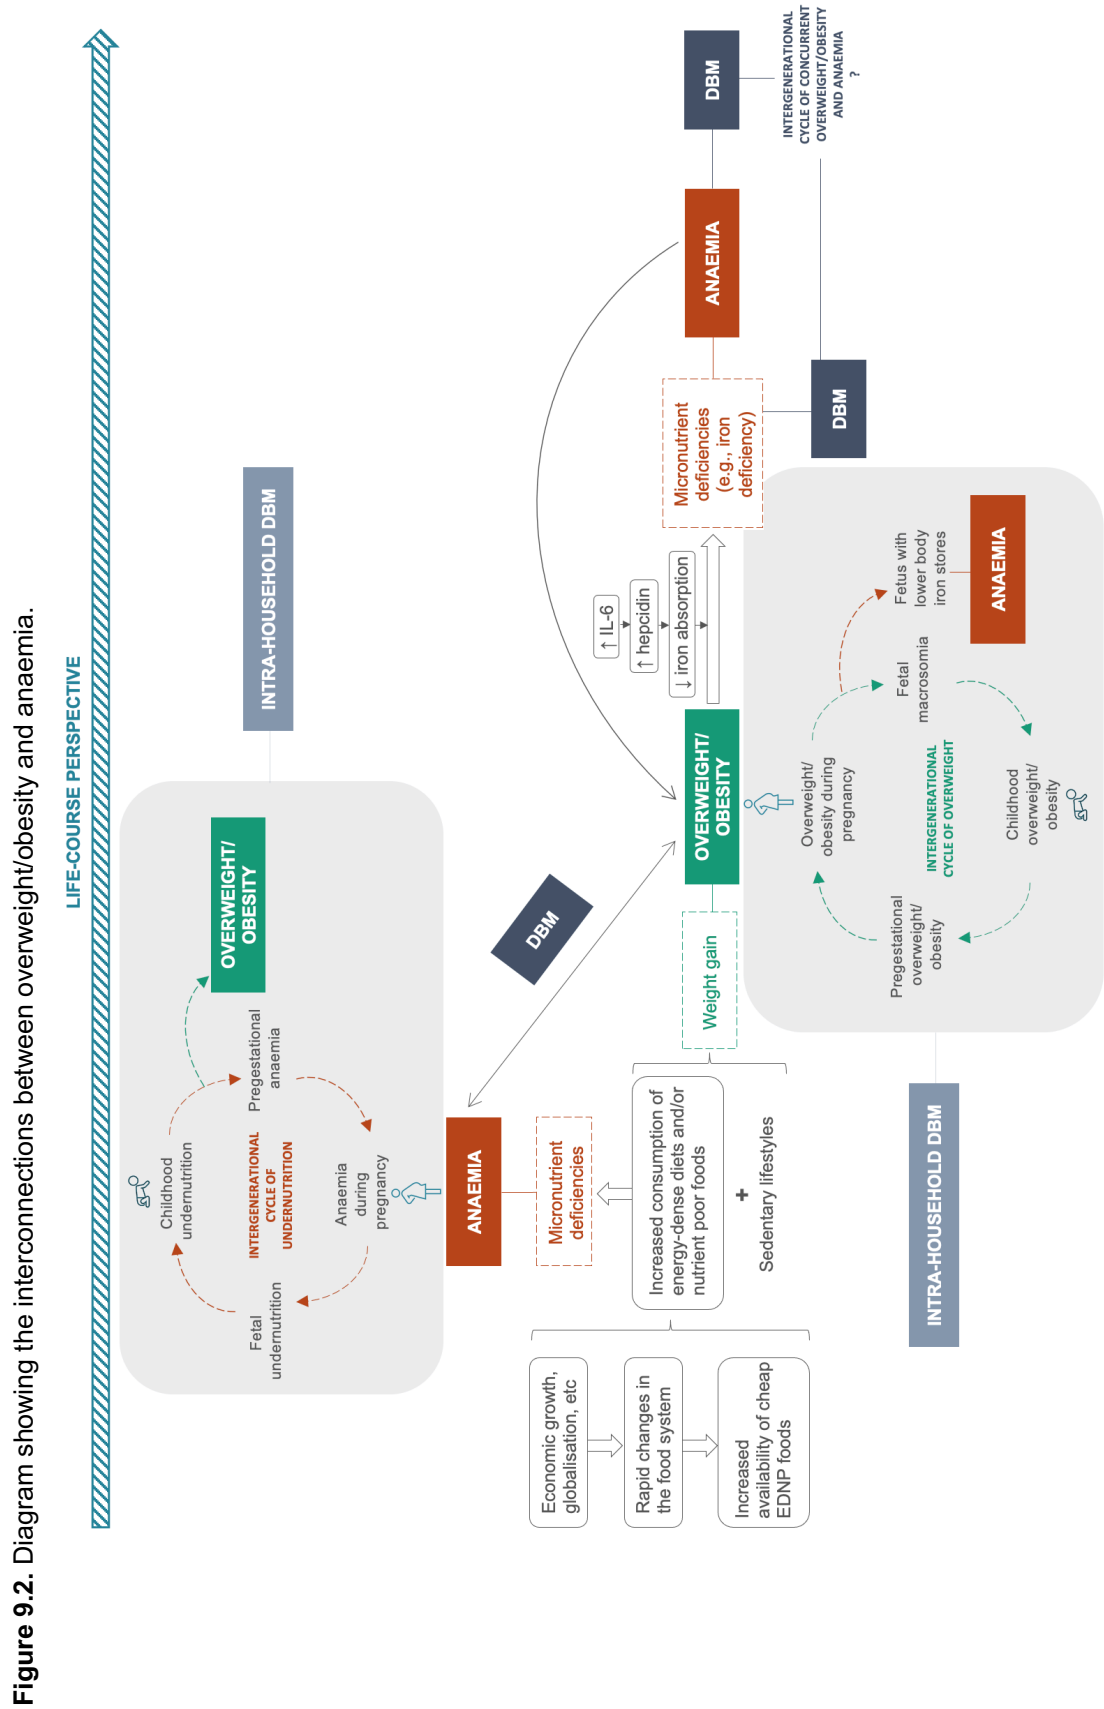 Figure 9.2. Diagram showing the interconnections between overweight/obesity and anaemia.
LIFE-COURSE PERSPECTIVE
Childhood
undernutrition
Fetal
undernutrition
INTERGENERATIONAL
CYCLE OF
UNDERNUTRITION
Pregestational
anaemia
Anaemia
during
pregnancy
OVERWEIGHT/
OBESITY
INTRA-HOUSEHOLD DBM
ANAEMIA
Micronutrient
deficiencies
DBM
Economic growth,
globalisation, etc
Rapid changes in
the food system
Increased
availability of cheap
EDNP foods
Increased consumption of
energy-dense diets and/or
nutrient poor foods
+
Sedentary lifestyles
Weight gain
OVERWEIGHT/
OBESITY
↑ IL-6
↑ hepcidin
↓ iron absorption
Micronutrient
deficiencies
(e.g., iron
deficiency)
ANAEMIA
DBM
INTERGENERATIONAL
CYCLE OF CONCURRENT
OVERWEIGHT/OBESITY
AND ANAEMIA
?
DBM
Overweight/
obesity during
pregnancy
Pregestational
overweight/
obesity
INTERGENERATIONAL
CYCLE OF OVERWEIGHT
Fetal
macrosomia
Fetus with
lower body
iron stores
ANAEMIA
Childhood
overweight/
obesity
INTRA-HOUSEHOLD DBM